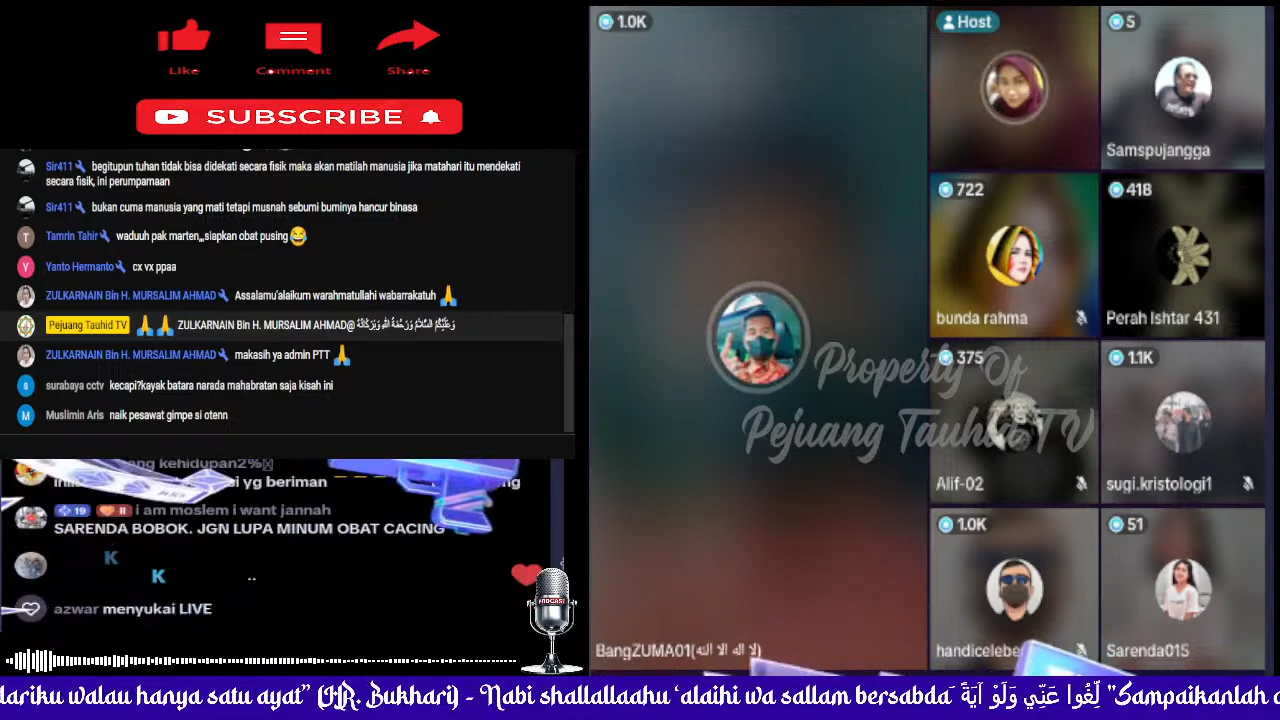 Like Comment Share
SUBSCRIBE
Sir411 begitupun tuhan tidak bisa didekati secara fisik maka akan matilah manusia jika matahari itu mendekati
secara fisik, ini perumpamaan
Sir411 bukan cuma manusia yang mati tetapi musnah sebumi buminya hancur binasa
T Tamrin Tahir waduuh pak marten,,,siapkan obat pusing😂
Y Yanto Hermanto cx vx ppaa
ZULKARNAIN Bin H. MURSALIM AHMAD Assalamu'alaikum warahmatullahi wabarrakatuh 🙏
Pejuang Tauhid TV 🙏🙏 ZULKARNAIN Bin H. MURSALIM AHMAD@ وَعَلَيْكُمُ السَّلَامُ وَرَحْمَةُ اللهِ وَبَرَكَاتُهُ
ZULKARNAIN Bin H. MURSALIM AHMAD makasih ya admin PTT 🙏
s surabaya cctv kecapi?kayak batara narada mahabratan saja kisah ini
M Muslimin Aris naik pesawat gimpe si otenn
kehidupan2%
yg beriman
19 II i am moslem i want jannah
SARENDA BOBOK. JGN LUPA MINUM OBAT CACING
K
K ..
azwar menyukai LIVE
PODCAST
1.0K
BangZUMA01(لا اله الا الله)
Host
S
Samspujangga
722
bunda rahma
418
Perah Ishtar 431
375
Alif-02
1.1K
sugi.kristologi1
1.0K
handicelebe
51
Sarenda015
Property Of
Pejuang Tauhid TV
dariku walau hanya satu ayat" (HR. Bukhari) - Nabi shallallaahu 'alaihi wa sallam bersabda لِّغُوا عَنِّي وَلَوْ آيَةً "Sampaikanlah